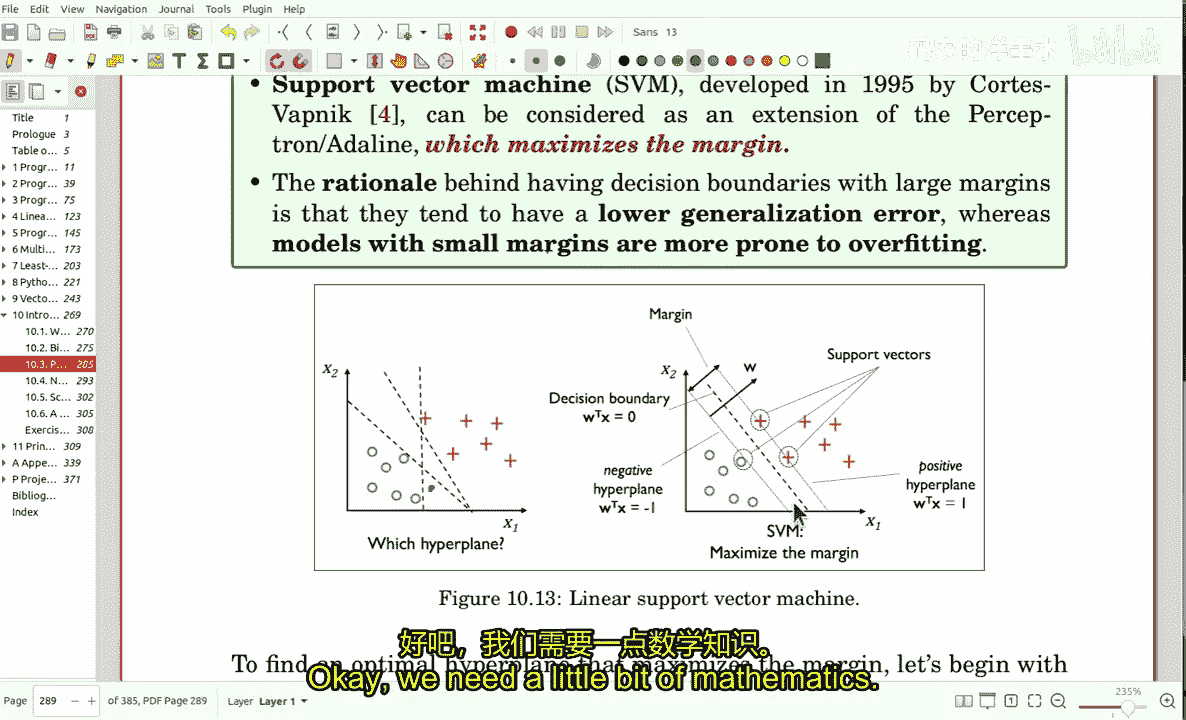 File Edit View Navigation Journal Tools Plugin Help
Sans 13
Title 1
Prologue 3
Table o... 5
1 Progr... 11
2 Progr... 39
3 Progr... 75
4 Linea... 123
5 Progr... 145
6 Multi... 173
7 Least-... 203
8 Pytho... 221
9 Vecto... 243
10 Intro... 269
10.1. W... 270
10.2. Bi... 275
10.3. P... 285
10.4. N... 293
10.5. Sc... 302
10.6. A ... 305
Exercis... 308
11 Prin... 309
A Appe... 339
P Proje... 371
Bibliog...
Index
• Support vector machine (SVM), developed in 1995 by Cortes-
Vapnik [4], can be considered as an extension of the Percep-
tron/Adaline, which maximizes the margin.
• The rationale behind having decision boundaries with large margins
is that they tend to have a lower generalization error, whereas
models with small margins are more prone to overfitting.
x2
x1
Which hyperplane?
Margin
Support vectors
x2
w
Decision boundary
wTx = 0
negative
hyperplane
wTx = -1
positive
hyperplane
wTx = 1
x1
SVM:
Maximize the margin
Figure 10.13: Linear support vector machine.
To find an optimal hyperplane that maximizes the margin, let's begin with
好吧，我们需要一点数学知识。
Okay, we need a little bit of mathematics.
Page 289 of 385, PDF Page 289 Layer Layer 1
235%